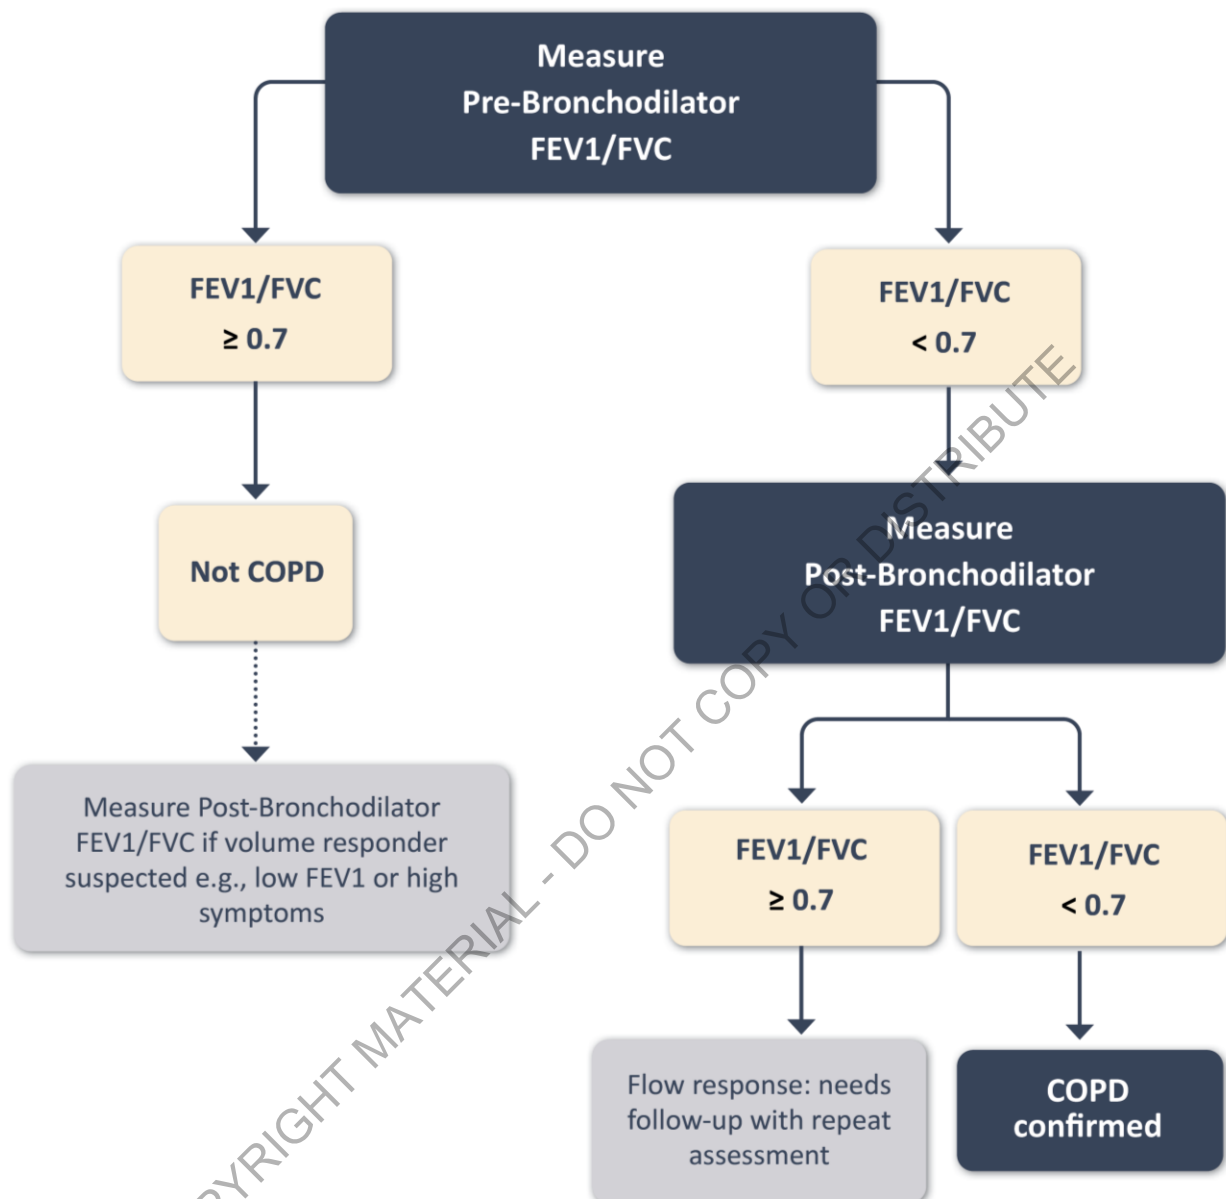 Measure
Pre-Bronchodilator
FEV1/FVC
FEV1/FVC
≥ 0.7
FEV1/FVC
< 0.7
Not COPD
Measure
Post-Bronchodilator
FEV1/FVC
Measure Post-Bronchodilator
FEV1/FVC if volume responder
suspected e.g., low FEV1 or high
symptoms
FEV1/FVC
≥ 0.7
FEV1/FVC
< 0.7
Flow response: needs
follow-up with repeat
assessment
COPD
confirmed
PYRIGHT MATERIAL - DO NOT COPY OR DISTRIBUTE